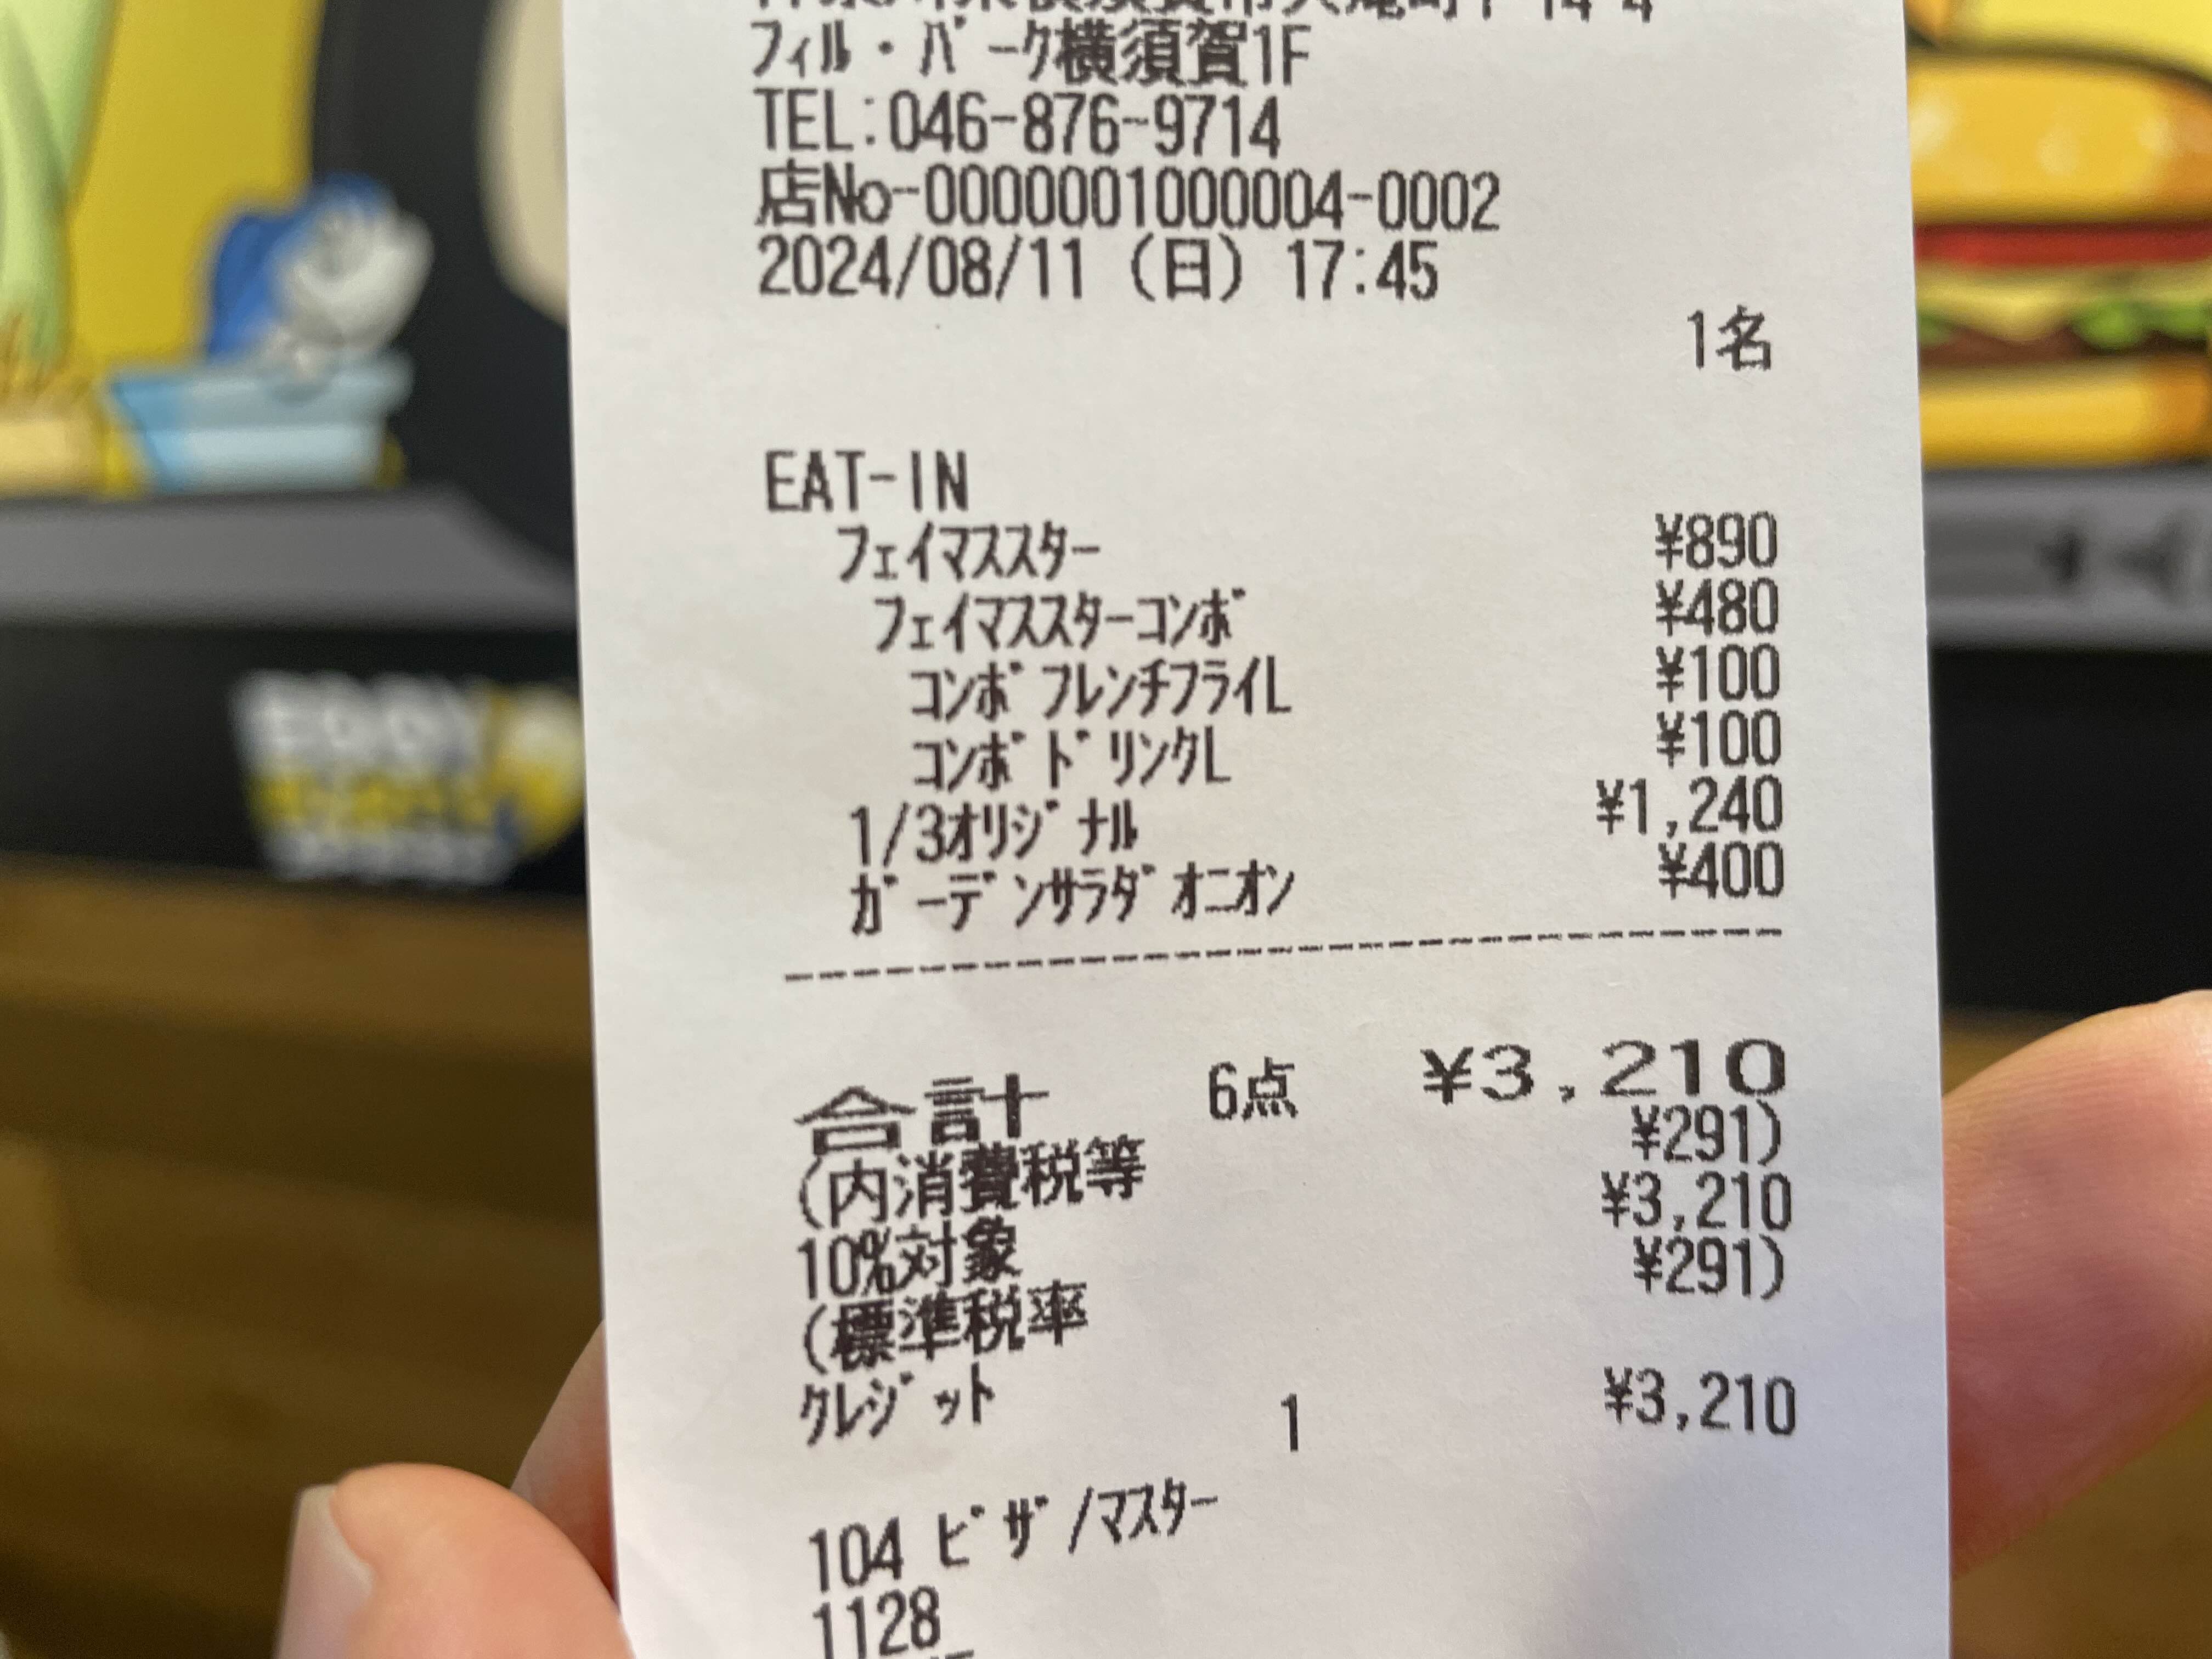 フィル・パーク横須賀1F
TEL:046-876-9714
店No-0000001000004-0002
2024/08/11 (日) 17:45
1名
EAT-IN
フェイマススター ¥890
フェイマススターコンボ ¥480
コンボフレンチフライL ¥100
コンボドリンクL ¥100
1/3オリジナル ¥1,240
ガーデンサラダオニオン ¥400
合計 6点 ¥3,210
(内消費税等 ¥291)
10%対象 ¥3,210
(標準税率 ¥291)
クレジット 1 ¥3,210
104 ビザ/マスター
1128